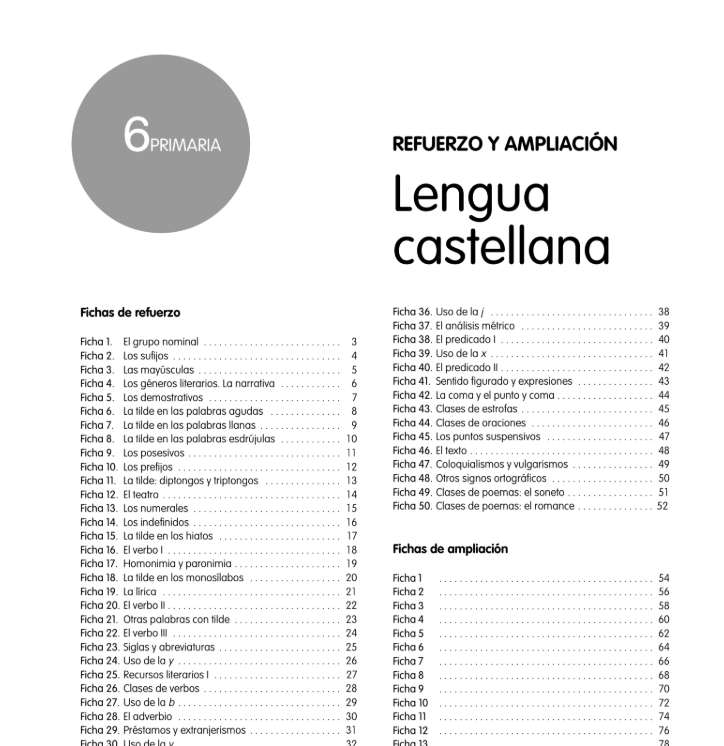 6 PRIMARIA
REFUERZO Y AMPLIACIÓN
Lengua
castellana
Fichas de refuerzo
Ficha 1. El grupo nominal . . . . . . . . . . . . . . . . . . . . . . . . . . 3
Ficha 2. Los sufijos . . . . . . . . . . . . . . . . . . . . . . . . . . . . . . . 4
Ficha 3. Las mayúsculas . . . . . . . . . . . . . . . . . . . . . . . . . . . 5
Ficha 4. Los géneros literarios. La narrativa . . . . . . . . . . . 6
Ficha 5. Los demostrativos . . . . . . . . . . . . . . . . . . . . . . . . . 7
Ficha 6. La tilde en las palabras agudas . . . . . . . . . . . . . 8
Ficha 7. La tilde en las palabras llanas . . . . . . . . . . . . . . . 9
Ficha 8. La tilde en las palabras esdrújulas . . . . . . . . . . . 10
Ficha 9. Los posesivos . . . . . . . . . . . . . . . . . . . . . . . . . . . . 11
Ficha 10. Los prefijos . . . . . . . . . . . . . . . . . . . . . . . . . . . . . . 12
Ficha 11. La tilde: diptongos y triptongos . . . . . . . . . . . . . . 13
Ficha 12. El teatro . . . . . . . . . . . . . . . . . . . . . . . . . . . . . . . . . 14
Ficha 13. Los numerales . . . . . . . . . . . . . . . . . . . . . . . . . . . 15
Ficha 14. Los indefinidos . . . . . . . . . . . . . . . . . . . . . . . . . . . 16
Ficha 15. La tilde en los hiatos . . . . . . . . . . . . . . . . . . . . . . . 17
Ficha 16. El verbo I . . . . . . . . . . . . . . . . . . . . . . . . . . . . . . . . 18
Ficha 17. Homonimia y paronimia . . . . . . . . . . . . . . . . . . . 19
Ficha 18. La tilde en los monosílabos . . . . . . . . . . . . . . . . 20
Ficha 19. La lírica . . . . . . . . . . . . . . . . . . . . . . . . . . . . . . . . . 21
Ficha 20. El verbo II . . . . . . . . . . . . . . . . . . . . . . . . . . . . . . . 22
Ficha 21. Otras palabras con tilde . . . . . . . . . . . . . . . . . . . 23
Ficha 22. El verbo III . . . . . . . . . . . . . . . . . . . . . . . . . . . . . . 24
Ficha 23. Siglas y abreviaturas . . . . . . . . . . . . . . . . . . . . . . 25
Ficha 24. Uso de la y . . . . . . . . . . . . . . . . . . . . . . . . . . . . . . 26
Ficha 25. Recursos literarios I . . . . . . . . . . . . . . . . . . . . . . . 27
Ficha 26. Clases de verbos . . . . . . . . . . . . . . . . . . . . . . . . . 28
Ficha 27. Uso de la b . . . . . . . . . . . . . . . . . . . . . . . . . . . . . . 29
Ficha 28. El adverbio . . . . . . . . . . . . . . . . . . . . . . . . . . . . . 30
Ficha 29. Préstamos y extranjerismos . . . . . . . . . . . . . . . . 31
Ficha 30. Uso de la v . . . . . . . . . . . . . . . . . . . . . . . . . . . . . . 32
Ficha 36. Uso de la j . . . . . . . . . . . . . . . . . . . . . . . . . . . . . . 38
Ficha 37. El análisis métrico . . . . . . . . . . . . . . . . . . . . . . . . 39
Ficha 38. El predicado I . . . . . . . . . . . . . . . . . . . . . . . . . . . . 40
Ficha 39. Uso de la x . . . . . . . . . . . . . . . . . . . . . . . . . . . . . . 41
Ficha 40. El predicado II . . . . . . . . . . . . . . . . . . . . . . . . . . . . 42
Ficha 41. Sentido figurado y expresiones . . . . . . . . . . . . . . 43
Ficha 42. La coma y el punto y coma . . . . . . . . . . . . . . . . . 44
Ficha 43. Clases de estrofas . . . . . . . . . . . . . . . . . . . . . . . . 45
Ficha 44. Clases de oraciones . . . . . . . . . . . . . . . . . . . . . . 46
Ficha 45. Los puntos suspensivos . . . . . . . . . . . . . . . . . . . 47
Ficha 46. El texto . . . . . . . . . . . . . . . . . . . . . . . . . . . . . . . . . 48
Ficha 47. Coloquialismos y vulgarismos . . . . . . . . . . . . . . . 49
Ficha 48. Otros signos ortográficos . . . . . . . . . . . . . . . . . . . 50
Ficha 49. Clases de poemas: el soneto . . . . . . . . . . . . . . . . 51
Ficha 50. Clases de poemas: el romance . . . . . . . . . . . . . . 52
Fichas de ampliación
Ficha 1 . . . . . . . . . . . . . . . . . . . . . . . . . . . . . . . . . . . . . . . 54
Ficha 2 . . . . . . . . . . . . . . . . . . . . . . . . . . . . . . . . . . . . . . . 56
Ficha 3 . . . . . . . . . . . . . . . . . . . . . . . . . . . . . . . . . . . . . . . 58
Ficha 4 . . . . . . . . . . . . . . . . . . . . . . . . . . . . . . . . . . . . . . . 60
Ficha 5 . . . . . . . . . . . . . . . . . . . . . . . . . . . . . . . . . . . . . . . 62
Ficha 6 . . . . . . . . . . . . . . . . . . . . . . . . . . . . . . . . . . . . . . . 64
Ficha 7 . . . . . . . . . . . . . . . . . . . . . . . . . . . . . . . . . . . . . . . 66
Ficha 8 . . . . . . . . . . . . . . . . . . . . . . . . . . . . . . . . . . . . . . . 68
Ficha 9 . . . . . . . . . . . . . . . . . . . . . . . . . . . . . . . . . . . . . . . 70
Ficha 10 . . . . . . . . . . . . . . . . . . . . . . . . . . . . . . . . . . . . . . . 72
Ficha 11 . . . . . . . . . . . . . . . . . . . . . . . . . . . . . . . . . . . . . . . 74
Ficha 12 . . . . . . . . . . . . . . . . . . . . . . . . . . . . . . . . . . . . . . . 76
Ficha 13 . . . . . . . . . . . . . . . . . . . . . . . . . . . . . . . . . . . . . . . 78